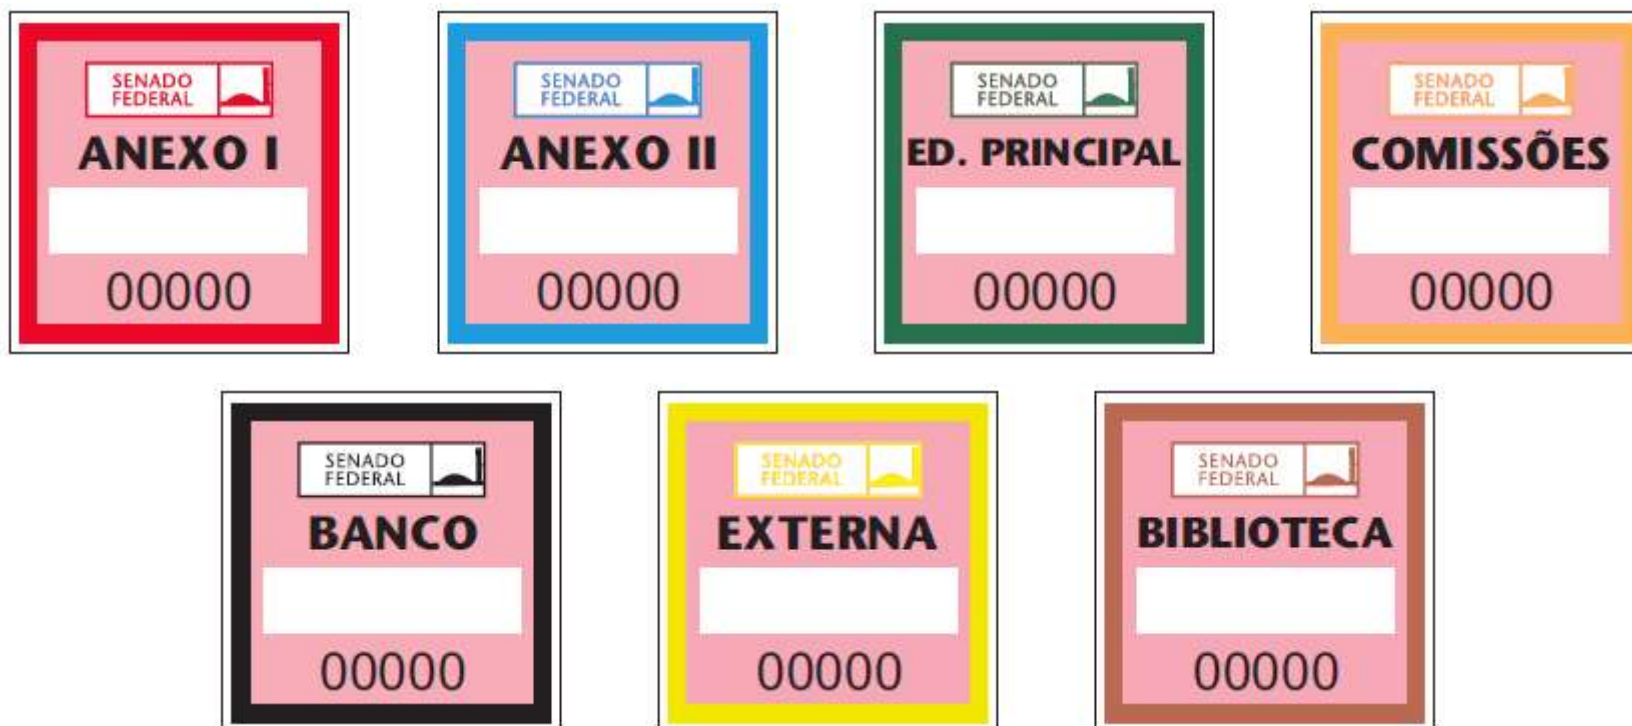 SENADO
FEDERAL
ANEXO I
00000
SENADO
FEDERAL
ANEXO II
00000
SENADO
FEDERAL
ED. PRINCIPAL
00000
SENADO
FEDERAL
COMISSÕES
00000
SENADO
FEDERAL
BANCO
00000
SENADO
FEDERAL
EXTERNA
00000
SENADO
FEDERAL
BIBLIOTECA
00000